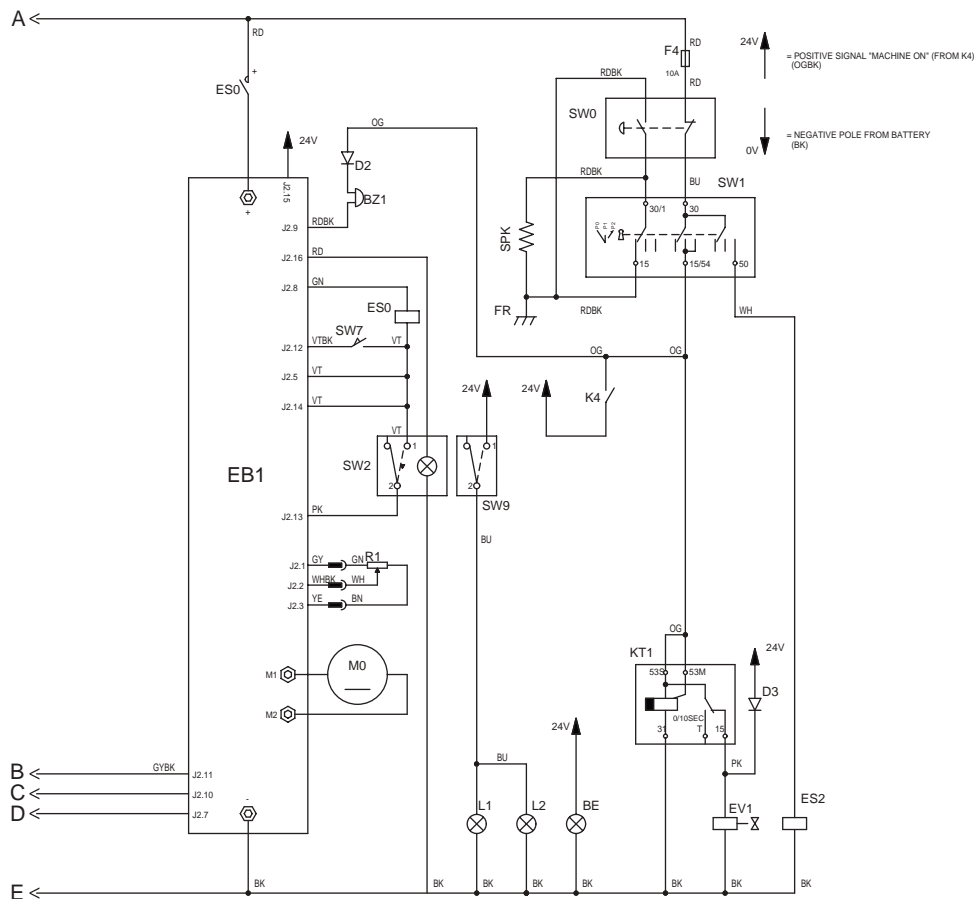 A
RD
+
ES0
F4
RD
10A
RD
24V
= POSITIVE SIGNAL "MACHINE ON" (FROM K4)
(OGBK)
RDBK
SW0
OG
0V
= NEGATIVE POLE FROM BATTERY
(BK)
24V
D2
RDBK
BU
SW1
J2.15
+
BZ1
30/1
30
J2.9
RDBK
P0
P1
P2
SPK
J2.16
RD
15
15/54
50
J2.8
GN
ES0
FR
RDBK
WH
SW7
J2.12
VTBK
VT
OG
OG
J2.5
VT
24V
24V
K4
J2.14
VT
VT
1
1
SW2
EB1
2
2
SW9
J2.13
PK
BU
J2.1
GY
GN
R1
J2.2
WHBK
WH
J2.3
YE
BN
OG
KT1
24V
M1
M0
53S
53M
D3
M2
0/10SEC
24V
31
T
15
BU
PK
B
GYBK
J2.11
C
J2.10
D
J2.7
-
L1
L2
BE
EV1
ES2
E
BK
BK
BK
BK
BK
BK
BK
BK